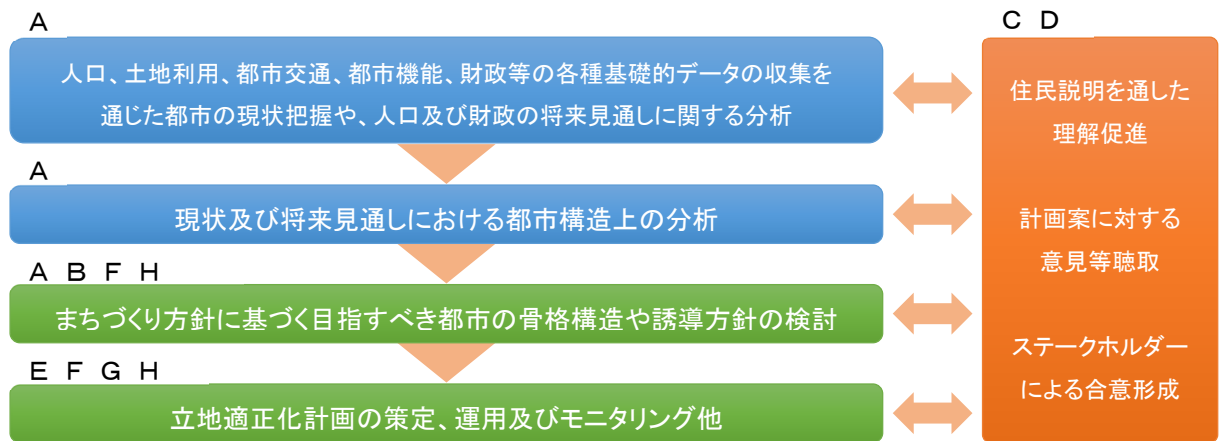 A
人口、土地利用、都市交通、都市機能、財政等の各種基礎的データの収集を
通じた都市の現状把握や、人口及び財政の将来見通しに関する分析
A
現状及び将来見通しにおける都市構造上の分析
A B F H
まちづくり方針に基づく目指すべき都市の骨格構造や誘導方針の検討
E F G H
立地適正化計画の策定、運用及びモニタリング他
C D
住民説明を通した
理解促進
計画案に対する
意見等聴取
ステークホルダー
による合意形成